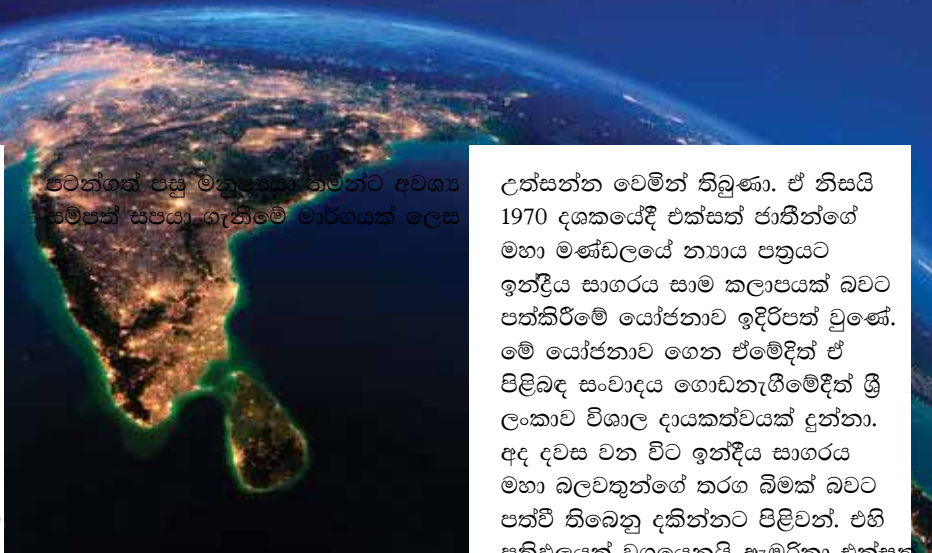 පටන්ගත් පසු මනුෂ්‍යයා තමන්ට අවශ්‍ය
සම්පත් සපයා ගැනීමේ මාර්ගයක් ලෙස
උත්සන්න වෙමින් තිබුණා. ඒ නිසයි
1970 දශකයේදී එක්සත් ජාතීන්ගේ
මහා මණ්ඩලයේ න්‍යාය පත්‍රයට
ඉන්ද්‍රීය සාගරය සාම කලාපයක් බවට
පත්කිරීමේ යෝජනාව ඉදිරිපත් වුණේ.
මේ යෝජනාව ගෙන ඒමේදිත් ඒ
පිළිබඳ සංවාදය ගොඩනැගීමේදීත් ශ්‍රී
ලංකාව විශාල දායකත්වයක් දුන්නා.
අද දවස වන විට ඉන්දීය සාගරය
මහා බලවතුන්ගේ තරග බිමක් බවට
පත්වී තිබෙනු දකින්නට පිළිවන්. එහි